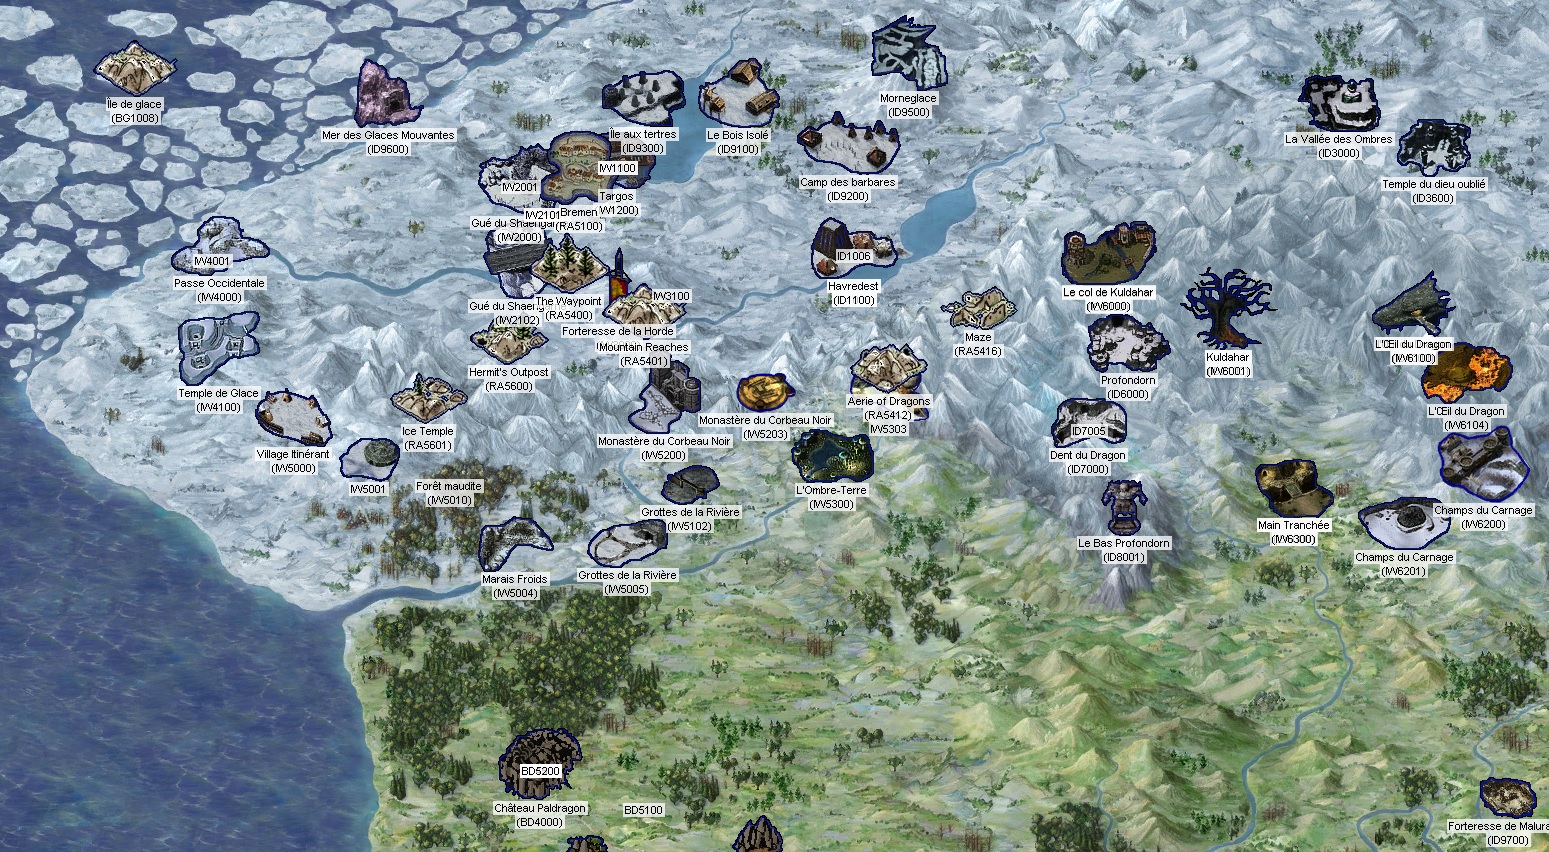 Île de glace
(BG1008)
Mer des Glaces Mouvantes
(ID9600)
Île aux tertres
(ID9300)
Le Bois Isolé
(ID9100)
Morneglace
(ID9500)
La Vallée des Ombres
(ID3000)
Camp des barbares
(ID9200)
Temple du dieu oublié
(ID3600)
IW1100
IW2001
Targos
IW1200)
IW2101
Bremen
(RA5100)
Gué du Shaengar
(IW2000)
IW4001
Passe Occidentale
(IW4000)
ID1006
Havredest
(ID1100)
Le col de Kuldahar
(IW6000)
Gué du Shaeng
(IW2102)
The Waypoint
(RA5400)
IW3100
Forteresse de la Horde
Mountain Reaches
(RA5401)
Maze
(RA5416)
Kuldahar
(IW6001)
L'Œil du Dragon
(IW6100)
Hermit's Outpost
(RA5600)
Profondorn
(ID6000)
Temple de Glace
(IW4100)
Aerie of Dragons
(RA5412)
IW5303
L'Œil du Dragon
(IW6104)
Monastère du Corbeau Noir
(IW5203)
Ice Temple
(RA5601)
Monastère du Corbeau Noir
(IW5200)
ID7005
Dent du Dragon
(ID7000)
Village Itinérant
(IW5000)
IW5001
Forêt maudite
(IW5010)
L'Ombre-Terre
(IW5300)
Grottes de la Rivière
(IW5102)
Champs du Carnage
(IW6200)
Main Tranchée
(IW6300)
Le Bas Profondorn
(ID8001)
Champs du Carnage
(IW6201)
Marais Froids
(IW5004)
Grottes de la Rivière
(IW5005)
BD5200
Château Paldragon
(BD4000)
BD5100
Forteresse de Malura
(ID9700)